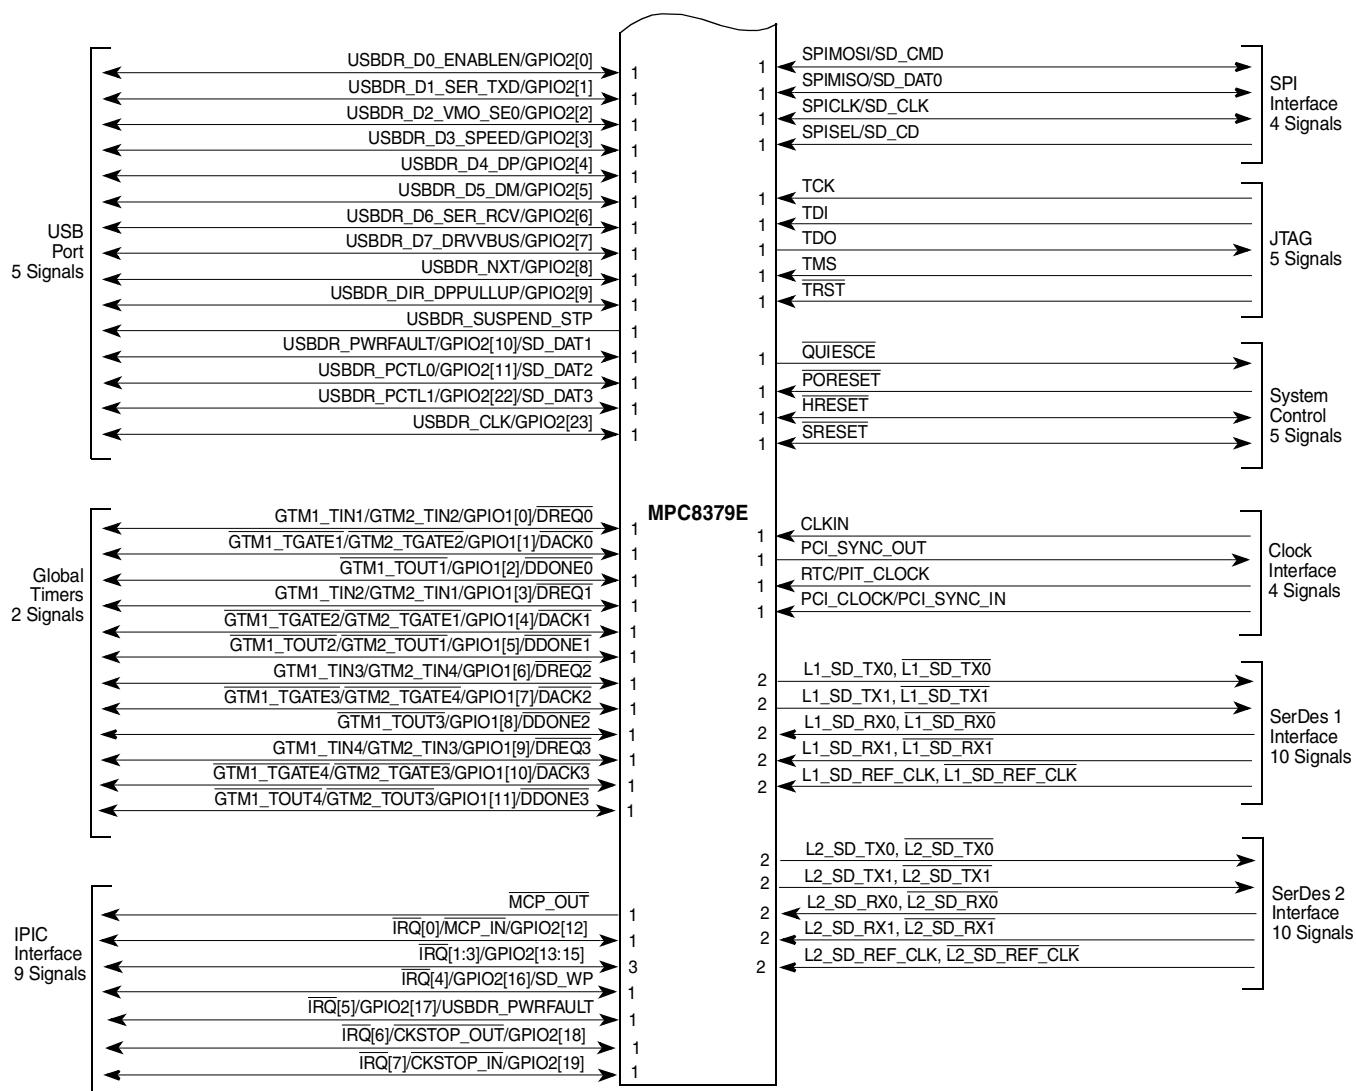 USBDR_D0_ENABLEN/GPIO2[0]
1
USBDR_D1_SER_TXD/GPIO2[1]
1
USBDR_D2_VMO_SE0/GPIO2[2]
1
USBDR_D3_SPEED/GPIO2[3]
1
USBDR_D4_DP/GPIO2[4]
1
USBDR_D5_DM/GPIO2[5]
1
USBDR_D6_SER_RCV/GPIO2[6]
1
USBDR_D7_DRVVBUS/GPIO2[7]
1
USBDR_NXT/GPIO2[8]
1
USBDR_DIR_DPPULLUP/GPIO2[9]
1
USBDR_SUSPEND_STP
1
USBDR_PWRFAULT/GPIO2[10]/SD_DAT1
1
USBDR_PCTL0/GPIO2[11]/SD_DAT2
1
USBDR_PCTL1/GPIO2[22]/SD_DAT3
1
USBDR_CLK/GPIO2[23]
1
USB
Port
5 Signals
GTM1_TIN1/GTM2_TIN2/GPIO1[0]/DREQ0
1
GTM1_TGATE1/GTM2_TGATE2/GPIO1[1]/DACK0
1
GTM1_TOUT1/GPIO1[2]/DDONE0
1
GTM1_TIN2/GTM2_TIN1/GPIO1[3]/DREQ1
1
GTM1_TGATE2/GTM2_TGATE1/GPIO1[4]/DACK1
1
GTM1_TOUT2/GTM2_TOUT1/GPIO1[5]/DDONE1
1
GTM1_TIN3/GTM2_TIN4/GPIO1[6]/DREQ2
1
GTM1_TGATE3/GTM2_TGATE4/GPIO1[7]/DACK2
1
GTM1_TOUT3/GPIO1[8]/DDONE2
1
GTM1_TIN4/GTM2_TIN3/GPIO1[9]/DREQ3
1
GTM1_TGATE4/GTM2_TGATE3/GPIO1[10]/DACK3
1
GTM1_TOUT4/GTM2_TOUT3/GPIO1[11]/DDONE3
1
Global
Timers
2 Signals
MCP_OUT
1
IRQ[0]/MCP_IN/GPIO2[12]
1
IRQ[1:3]/GPIO2[13:15]
3
IRQ[4]/GPIO2[16]/SD_WP
1
IRQ[5]/GPIO2[17]/USBDR_PWRFAULT
1
IRQ[6]/CKSTOP_OUT/GPIO2[18]
1
IRQ[7]/CKSTOP_IN/GPIO2[19]
1
IPIC
Interface
9 Signals
MPC8379E
1 SPIMOSI/SD_CMD
1 SPIMISO/SD_DAT0
1 SPICLK/SD_CLK
1 SPISEL/SD_CD
SPI
Interface
4 Signals
1 TCK
1 TDI
1 TDO
1 TMS
1 TRST
JTAG
5 Signals
1 QUIESCE
1 PORESET
1 HRESET
1 SRESET
System
Control
5 Signals
1 CLKIN
1 PCI_SYNC_OUT
1 RTC/PIT_CLOCK
1 PCI_CLOCK/PCI_SYNC_IN
Clock
Interface
4 Signals
2 L1_SD_TX0, L1_SD_TX0
2 L1_SD_TX1, L1_SD_TX1
2 L1_SD_RX0, L1_SD_RX0
2 L1_SD_RX1, L1_SD_RX1
2 L1_SD_REF_CLK, L1_SD_REF_CLK
SerDes 1
Interface
10 Signals
2 L2_SD_TX0, L2_SD_TX0
2 L2_SD_TX1, L2_SD_TX1
2 L2_SD_RX0, L2_SD_RX0
2 L2_SD_RX1, L2_SD_RX1
2 L2_SD_REF_CLK, L2_SD_REF_CLK
SerDes 2
Interface
10 Signals